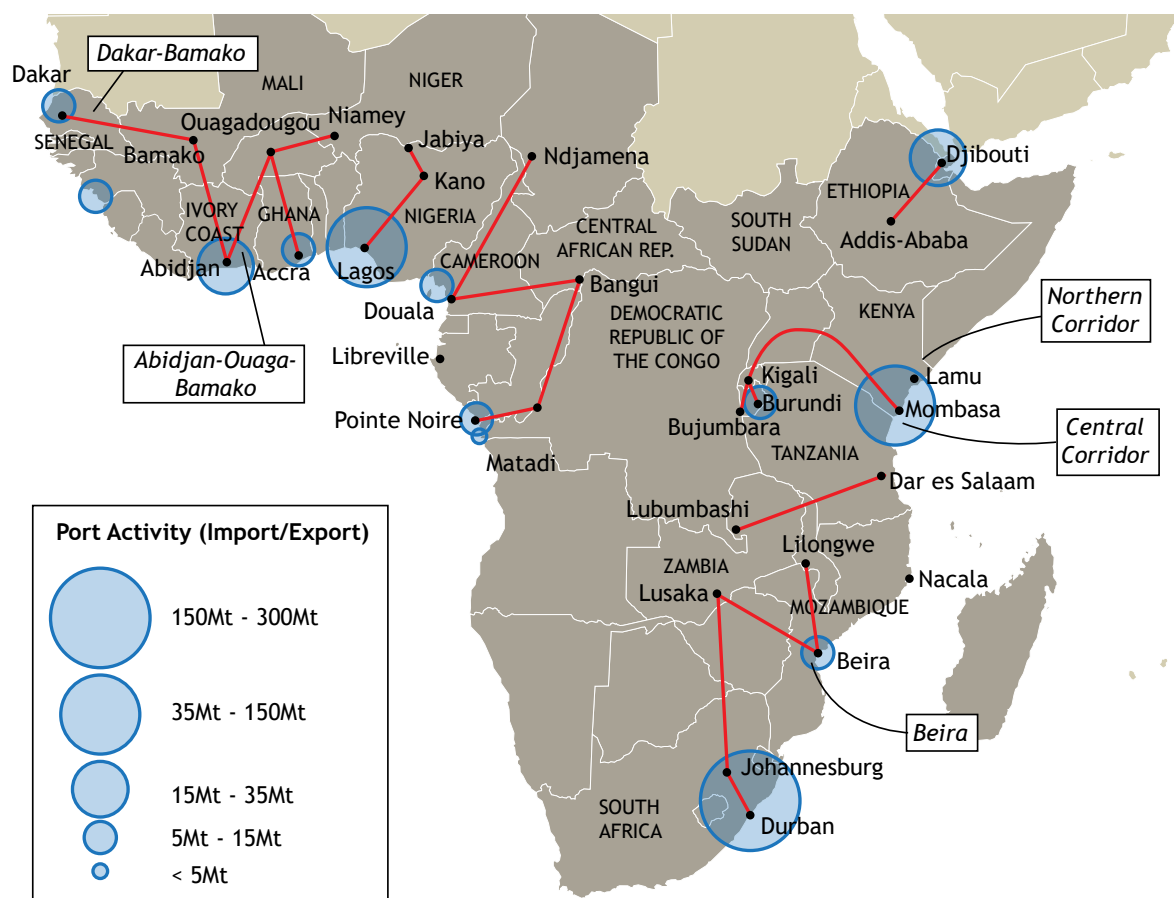 Dakar-Bamako
Dakar
MALI
NIGER
Niamey
Ouagadougou
SENEGAL
Bamako
Jabiya
Ndjamena
Djibouti
Kano
ETHIOPIA
IVORY
COAST
GHANA
NIGERIA
CENTRAL
AFRICAN REP.
SOUTH
SUDAN
Addis-Ababa
Abidjan
Accra
Lagos
CAMEROON
Bangui
Douala
DEMOCRATIC
REPUBLIC OF
THE CONGO
KENYA
Northern
Corridor
Abidjan-Ouaga-
Bamako
Libreville
Kigali
Lamu
Burundi
Mombasa
Pointe Noire
Bujumbara
Central
Corridor
Matadi
TANZANIA
Dar es Salaam
Lubumbashi
Lilongwe
ZAMBIA
Nacala
Lusaka
MOZAMBIQUE
Beira
Beira
Johannesburg
SOUTH
AFRICA
Durban
Port Activity (Import/Export)
150Mt - 300Mt
35Mt - 150Mt
15Mt - 35Mt
5Mt - 15Mt
< 5Mt